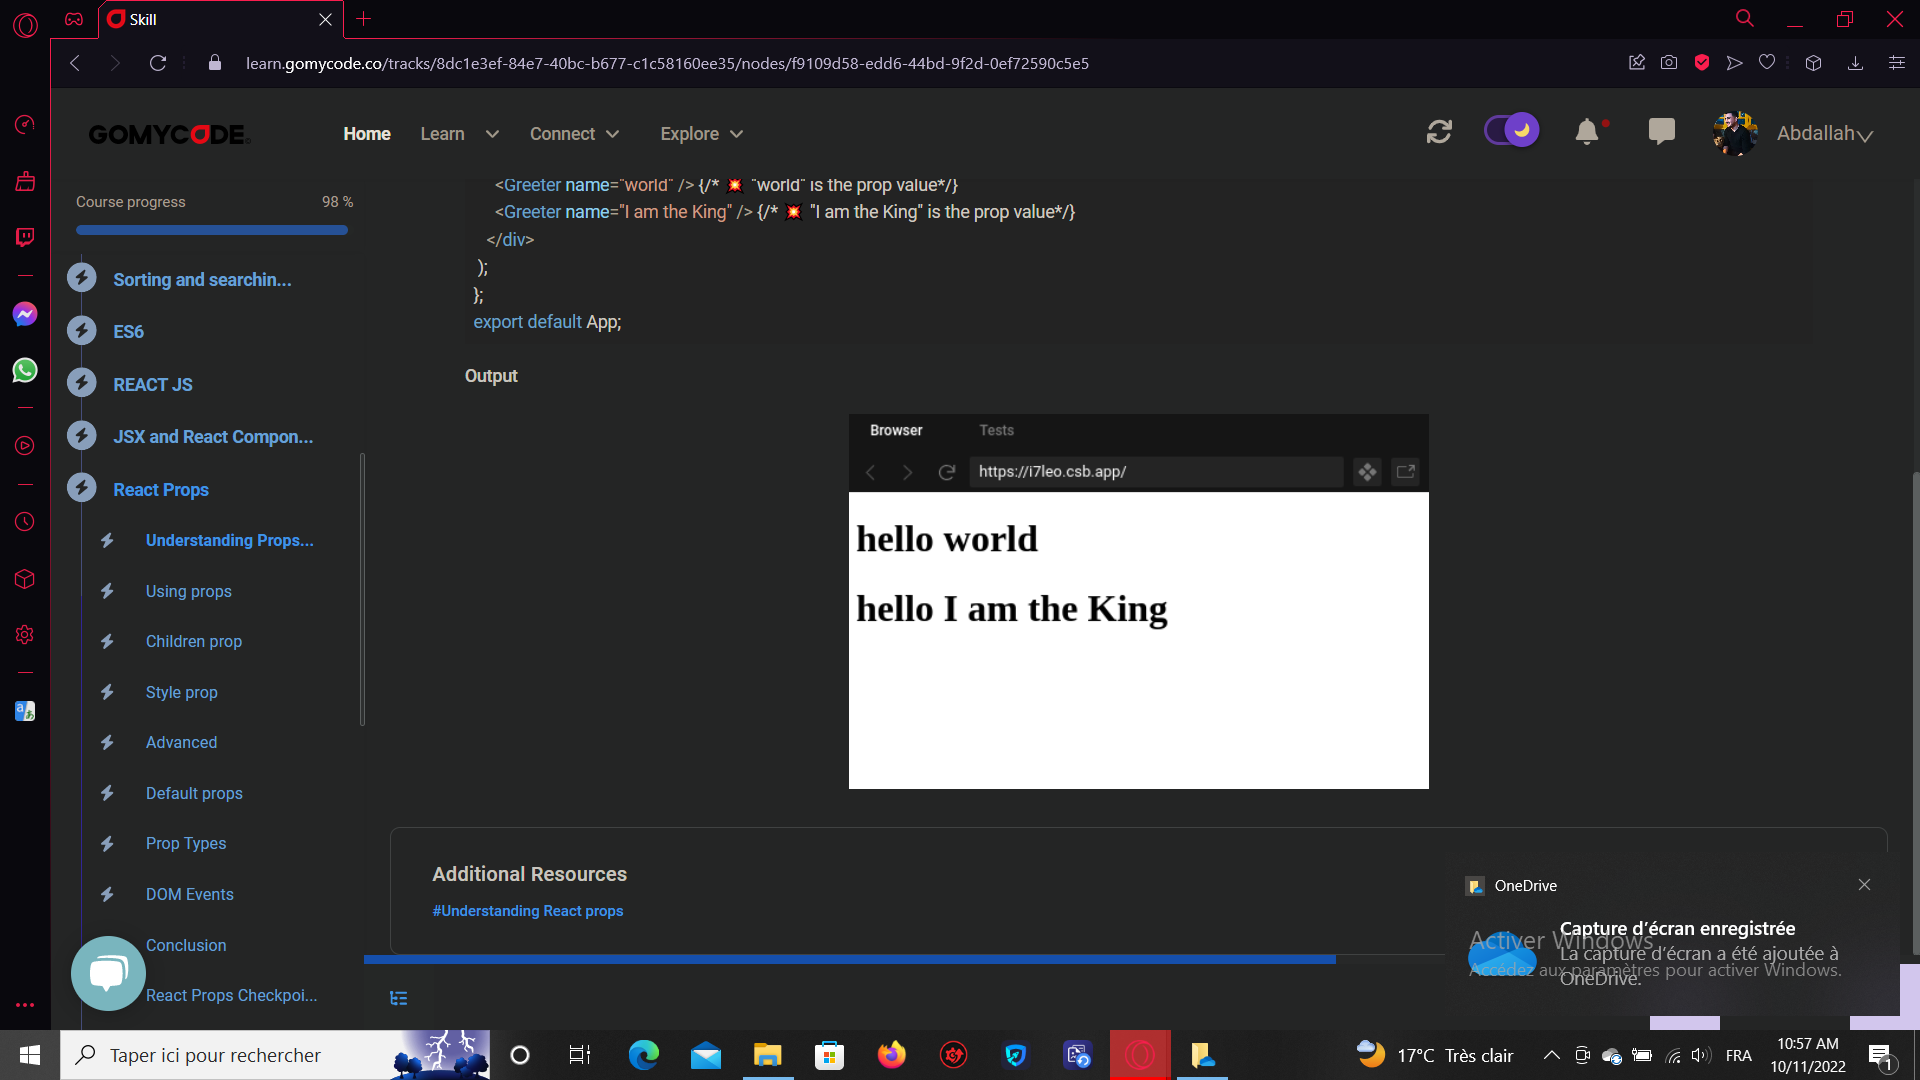 Skill
learn.gomycode.co/tracks/8dc1e3ef-84e7-40bc-b677-c1c58160ee35/nodes/f9109d58-edd6-44bd-9f2d-0ef72590c5e5
GOMYCODE
Home
Learn
Connect
Explore
Abdallah
Course progress
98 %
Sorting and searchin...
ES6
REACT JS
JSX and React Compon...
React Props
Understanding Props...
Using props
Children prop
Style prop
Advanced
Default props
Prop Types
DOM Events
Conclusion
React Props Checkpoi...
<Greeter name="world" /> {/* 💥 "world" is the prop value*/}
<Greeter name="I am the King" /> {/* 💥 "I am the King" is the prop value*/}
</div>
);
};
export default App;
Output
Browser
Tests
https://i7leo.csb.app/
hello world
hello I am the King
Additional Resources
#Understanding React props
OneDrive
Capture d'écran enregistrée
La capture d'écran a été ajoutée à
OneDrive.
Activer Windows
Accédez aux paramètres pour activer Windows.
Taper ici pour rechercher
17°C Très clair
FRA
10:57 AM
10/11/2022
1